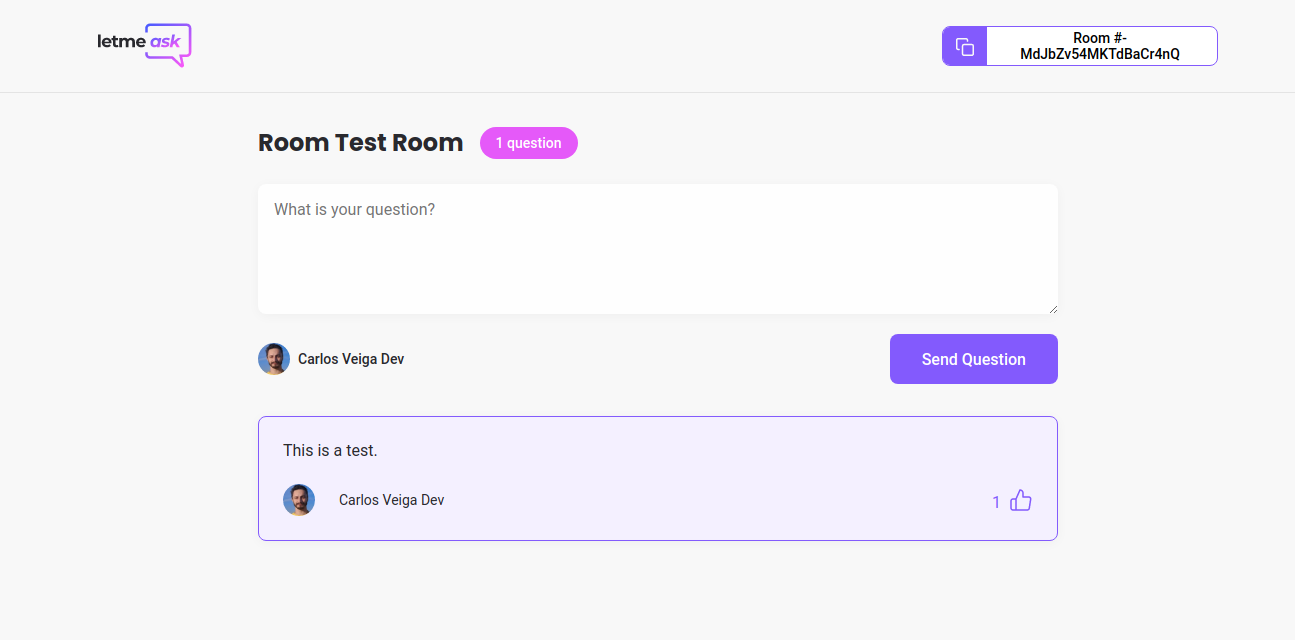 letme ask
Room #-
MdJbZv54MKTdBaCr4nQ
Room Test Room
1 question
What is your question?
Carlos Veiga Dev
Send Question
This is a test.
Carlos Veiga Dev
1